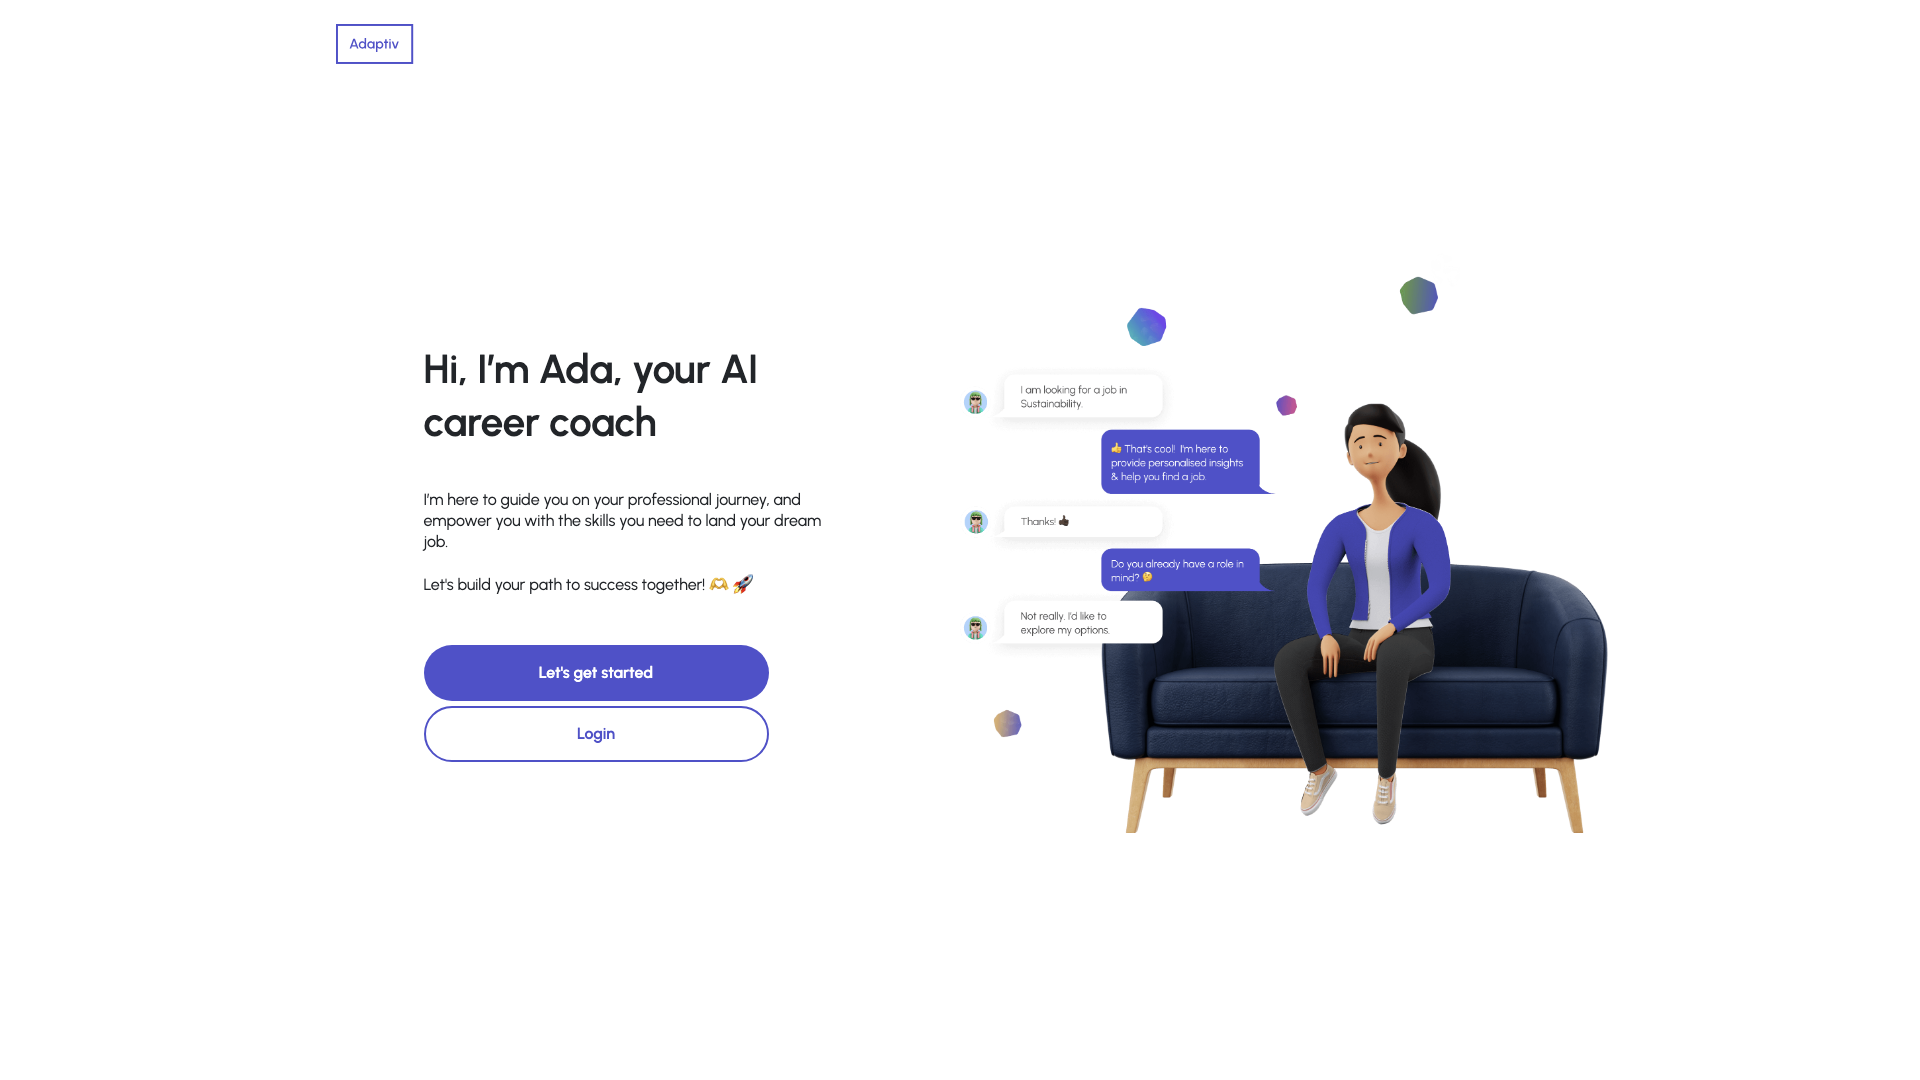 Adaptiv
Hi, I’m Ada, your AI
career coach
I’m here to guide you on your professional journey, and
empower you with the skills you need to land your dream
job.
Let's build your path to success together! 🫶 🚀
Let's get started
Login
I am looking for a job in
Sustainability.
👍 That's cool! I'm here to
provide personalised insights
& help you find a job.
Thanks! 👍🏿
Do you already have a role in
mind? 🤔
Not really, I'd like to
explore my options.